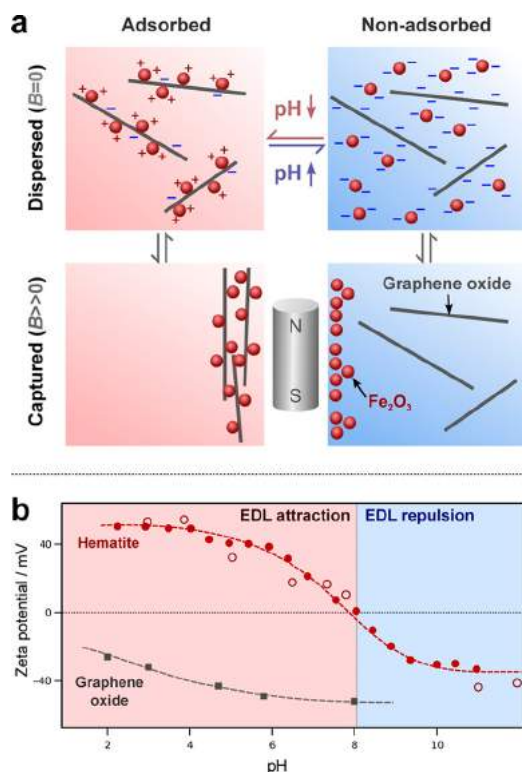 a
Adsorbed
Non-adsorbed
Dispersed (B=0)
pH ↓
pH ↑
Captured (B>>0)
N
S
Graphene oxide
Fe₂O₃
b
EDL attraction
EDL repulsion
Hematite
Graphene
oxide
Zeta potential / mV
40
0
−40
2
4
6
8
10
pH